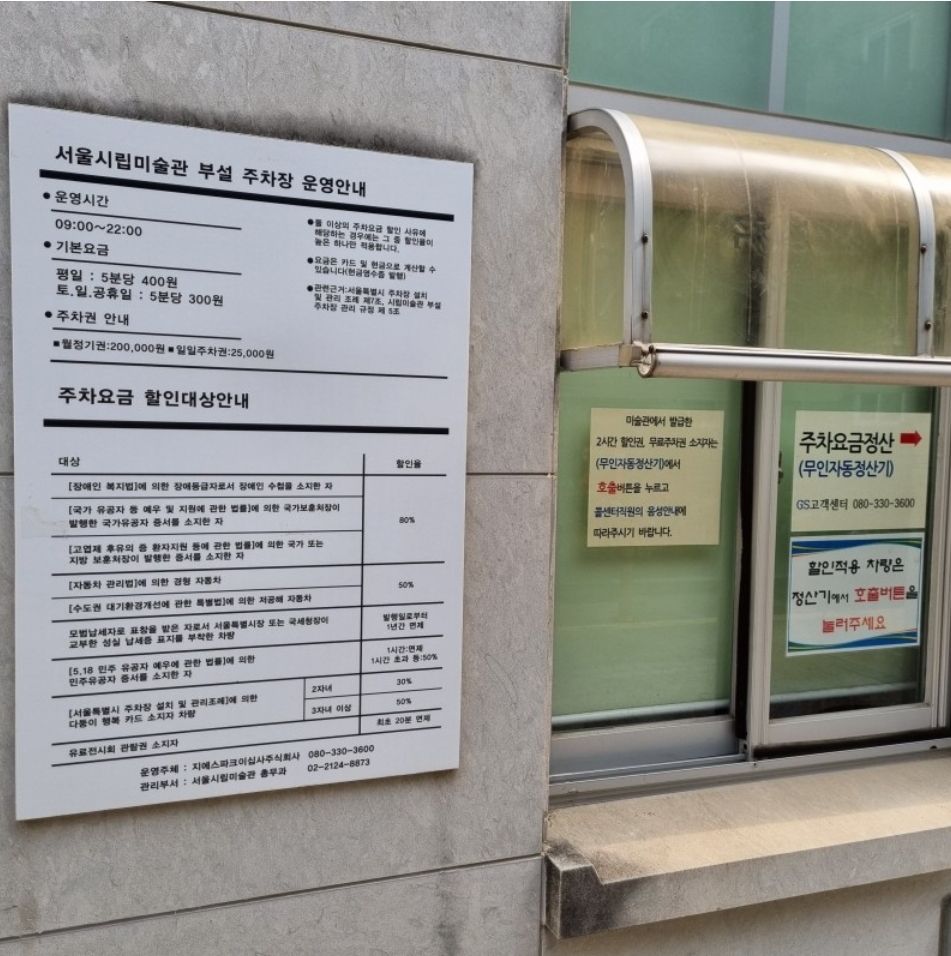 서울시립미술관 부설 주차장 운영안내
● 운영시간
09:00~22:00
● 기본요금
평일 : 5분당 400원
토.일.공휴일 : 5분당 300원
● 주차권 안내
■월정기권:200,000원 ■일일주차권:25,000원
●둘 이상의 주차요금 할인 사유에
해당하는 경우에는 그 중 할인율이
높은 하나만 적용합니다.
●요금은 카드 및 현금으로 계산할 수
있습니다(현금영수증 발행)
●관련근거:서울특별시 주차장 설치
및 관리 조례 제7조, 시립미술관 부설
주차장 관리 규정 제 5조
주차요금 할인대상안내
대상 할인율
[장애인 복지법]에 의한 장애등급자로서 장애인 수첩을 소지한 자
[국가 유공자 등 예우 및 지원에 관한 법률]에 의한 국가보훈처장이
발행한 국가유공자 증서를 소지한 자
80%
[고엽제 후유의 증 환자지원 등에 관한 법률]에 의한 국가 또는
지방 보훈처장이 발행한 증서를 소지한 자
[자동차 관리법]에 의한 경형 자동차
50%
[수도권 대기환경개선에 관한 특별법]에 의한 저공해 자동차
모범납세자로 표창을 받은 자로서 서울특별시장 또는 국세청장이
교부한 성실 납세증 표지를 부착한 차량
발행일로부터
1년간 면제
[5.18 민주 유공자 예우에 관한 법률]에 의한
민주유공자 증서를 소지한 자
1시간:면제
1시간 초과 등:50%
[서울특별시 주차장 설치 및 관리조례]에 의한
다둥이 행복 카드 소지자 차량
2자녀 30%
3자녀 이상 50%
유료전시회 관람권 소지자 최초 20분 면제
운영주체 : 지에스파크이십사주식회사 080-330-3600
관리부서 : 서울시립미술관 총무과 02-2124-8873
미술관에서 발급한
2시간 할인권, 무료주차권 소지자는
(무인자동정산기)에서
호출버튼을 누르고
콜센터직원의 음성안내에
따라주시기 바랍니다.
주차요금정산
(무인자동정산기)
GS고객센터 080-330-3600
할인적용 차량은
정산기에서 호출버튼을
눌러주세요